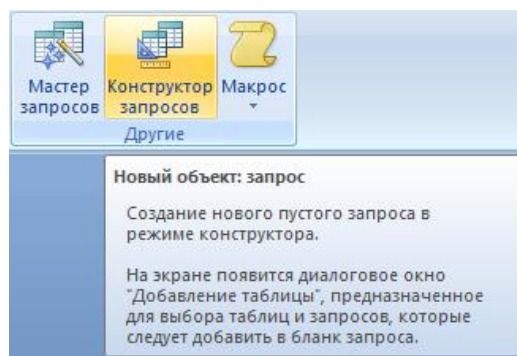 Мастер запросов
Конструктор запросов
Макрос
Другие
Новый объект: запрос
Создание нового пустого запроса в
режиме конструктора.
На экране появится диалоговое окно
"Добавление таблицы", предназначенное
для выбора таблиц и запросов, которые
следует добавить в бланк запроса.